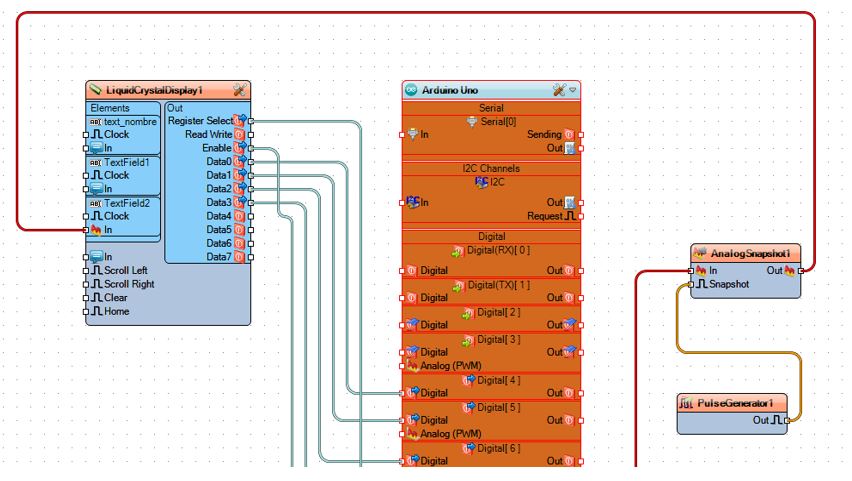 LiquidCrystalDisplay1
Elements
text_nombre
Clock
In
TextField1
Clock
In
TextField2
Clock
In
In
Scroll Left
Scroll Right
Clear
Home
Out
Register Select
Read Write
Enable
Data0
Data1
Data2
Data3
Data4
Data5
Data6
Data7
Arduino Uno
Serial
Serial[0]
In Sending
Out
I2C Channels
I2C
In Out
Request
Digital
Digital(RX)[ 0 ]
Digital Out
Digital(TX)[ 1 ]
Digital Out
Digital[ 2 ]
Digital Out
Digital[ 3 ]
Digital Out
Analog (PWM)
Digital[ 4 ]
Digital Out
Digital[ 5 ]
Digital Out
Analog (PWM)
Digital[ 6 ]
Digital Out
AnalogSnapshot1
In Out
Snapshot
PulseGenerator1
Out